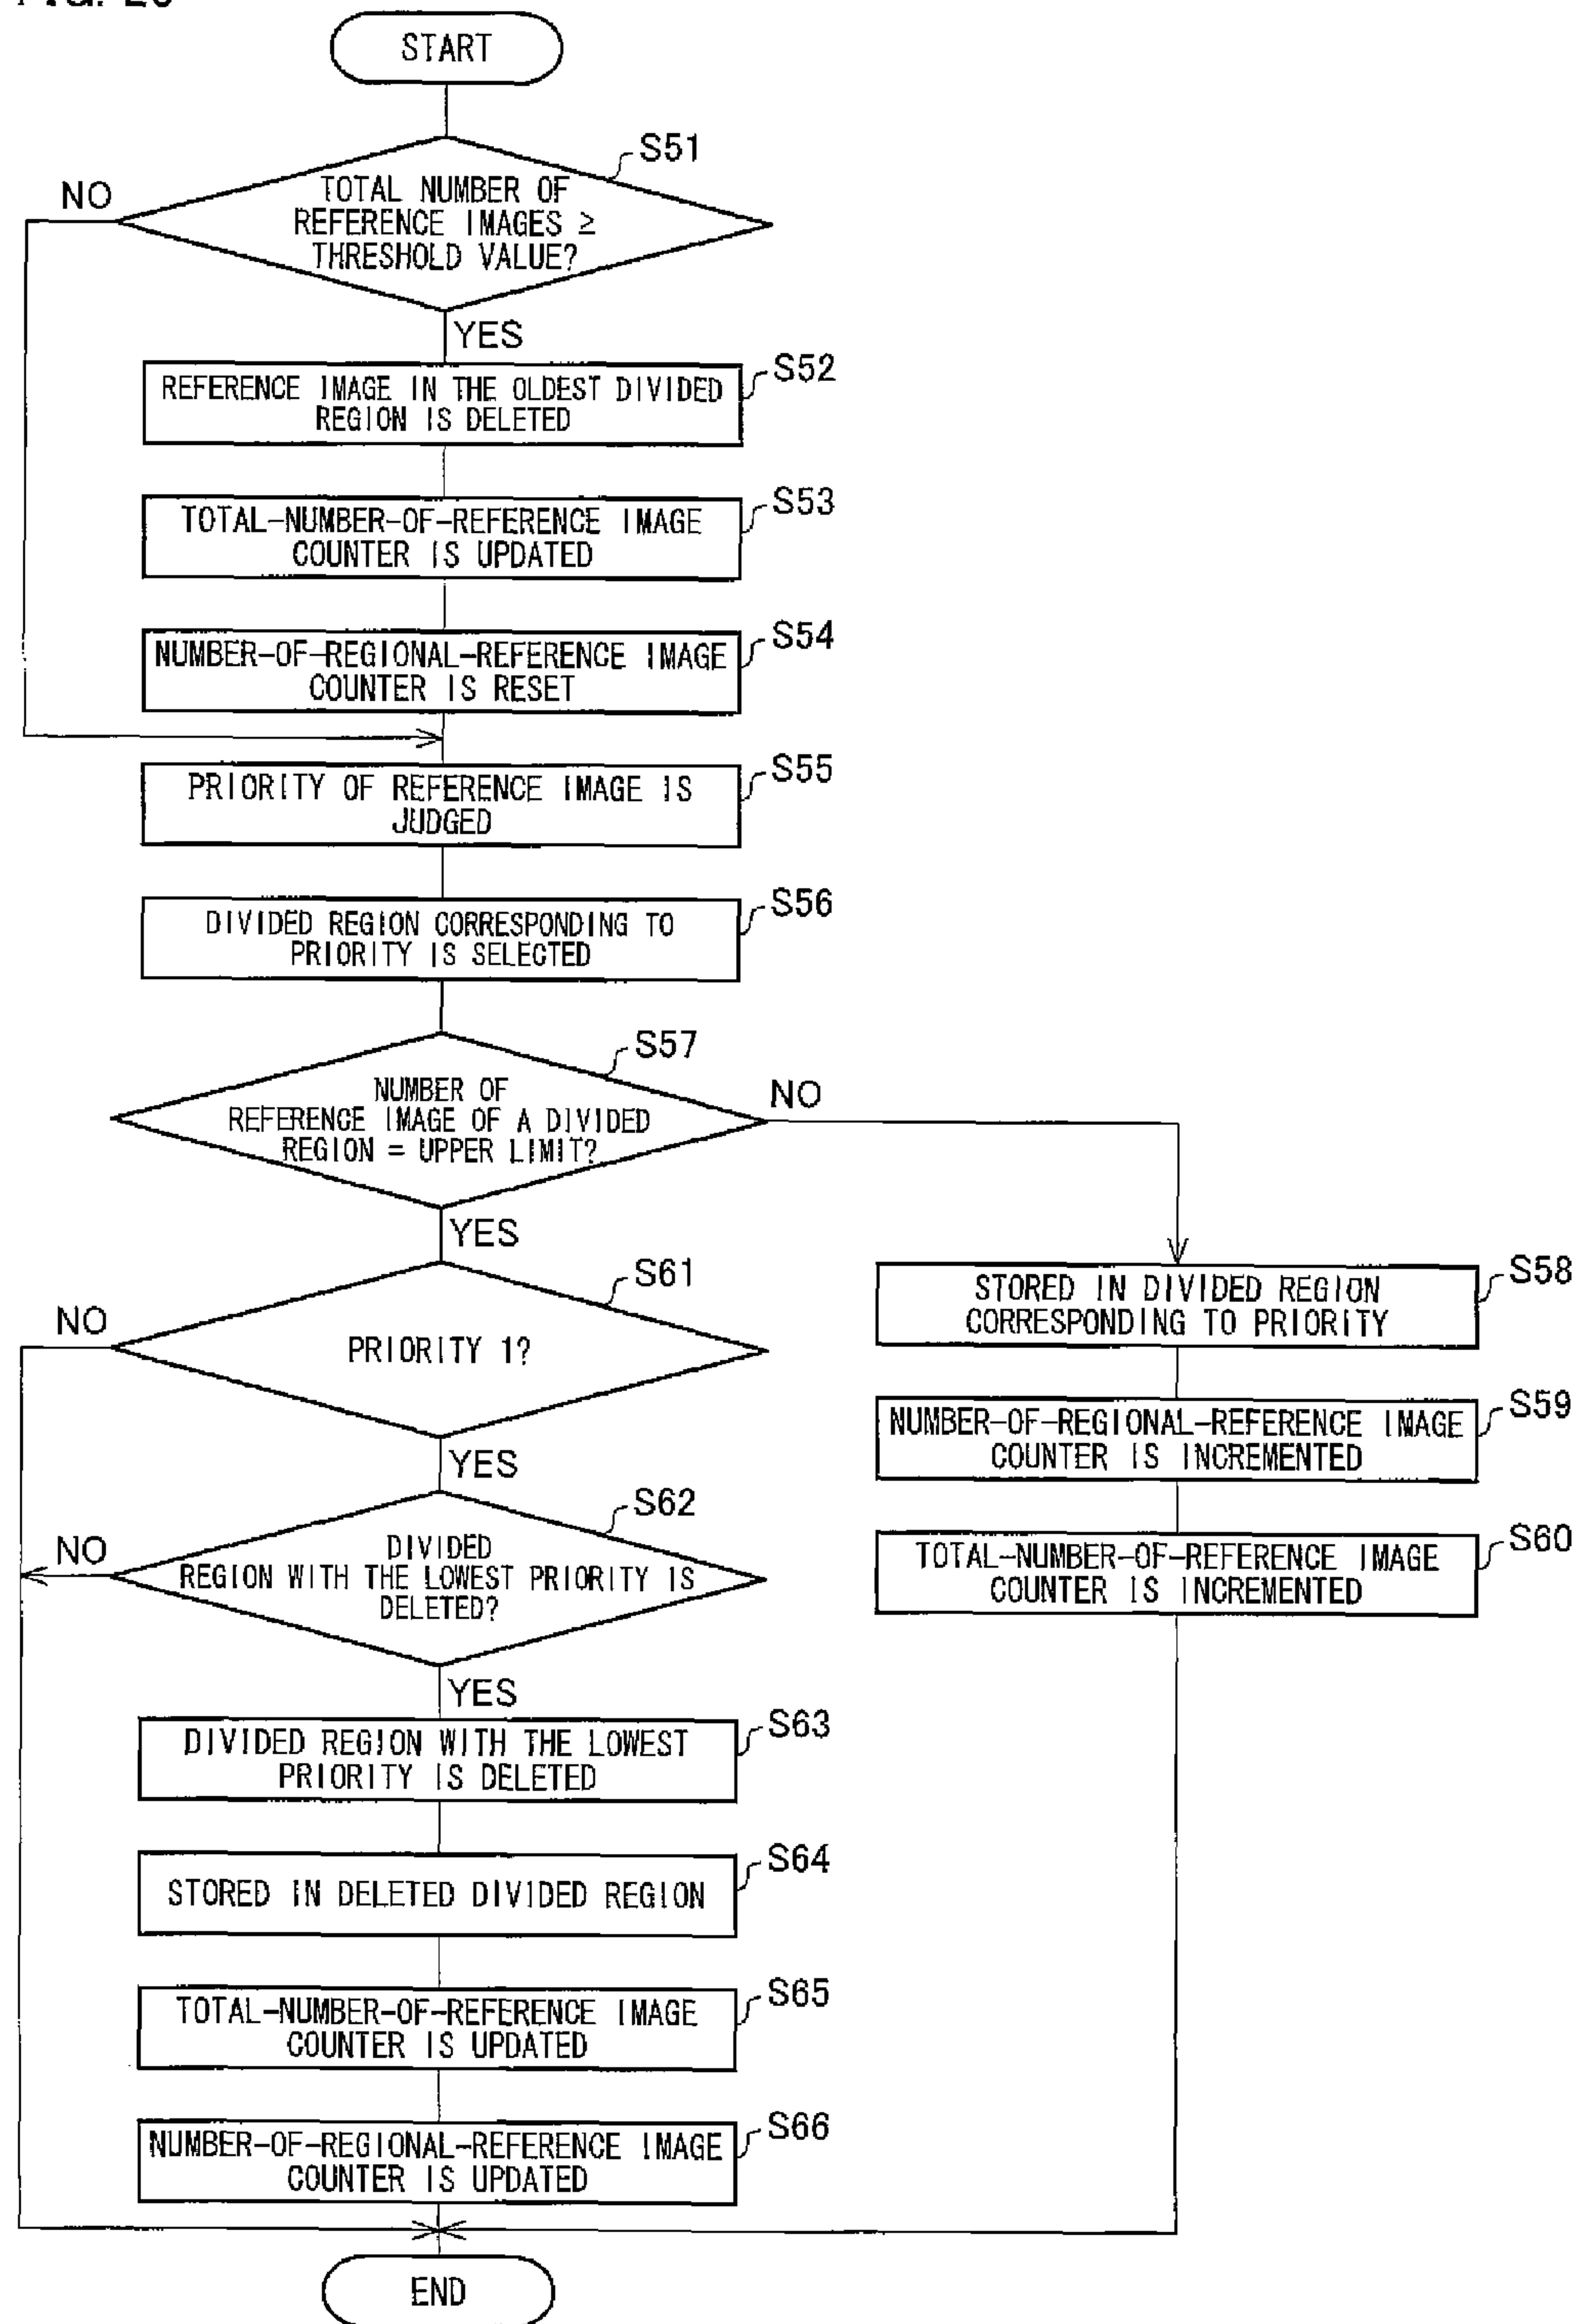 START
S51
NO
TOTAL NUMBER OF
REFERENCE IMAGES ≥
THRESHOLD VALUE?
YES
S52
REFERENCE IMAGE IN THE OLDEST DIVIDED
REGION IS DELETED
S53
TOTAL-NUMBER-OF-REFERENCE IMAGE
COUNTER IS UPDATED
S54
NUMBER-OF-REGIONAL-REFERENCE IMAGE
COUNTER IS RESET
S55
PRIORITY OF REFERENCE IMAGE IS
JUDGED
S56
DIVIDED REGION CORRESPONDING TO
PRIORITY IS SELECTED
S57
NUMBER OF
REFERENCE IMAGE OF A DIVIDED
REGION = UPPER LIMIT?
NO
YES
S58
STORED IN DIVIDED REGION
CORRESPONDING TO PRIORITY
S59
NUMBER-OF-REGIONAL-REFERENCE IMAGE
COUNTER IS INCREMENTED
S60
TOTAL-NUMBER-OF-REFERENCE IMAGE
COUNTER IS INCREMENTED
S61
NO
PRIORITY 1?
YES
S62
NO
DIVIDED
REGION WITH THE LOWEST PRIORITY IS
DELETED?
YES
S63
DIVIDED REGION WITH THE LOWEST
PRIORITY IS DELETED
S64
STORED IN DELETED DIVIDED REGION
S65
TOTAL-NUMBER-OF-REFERENCE IMAGE
COUNTER IS UPDATED
S66
NUMBER-OF-REGIONAL-REFERENCE IMAGE
COUNTER IS UPDATED
END